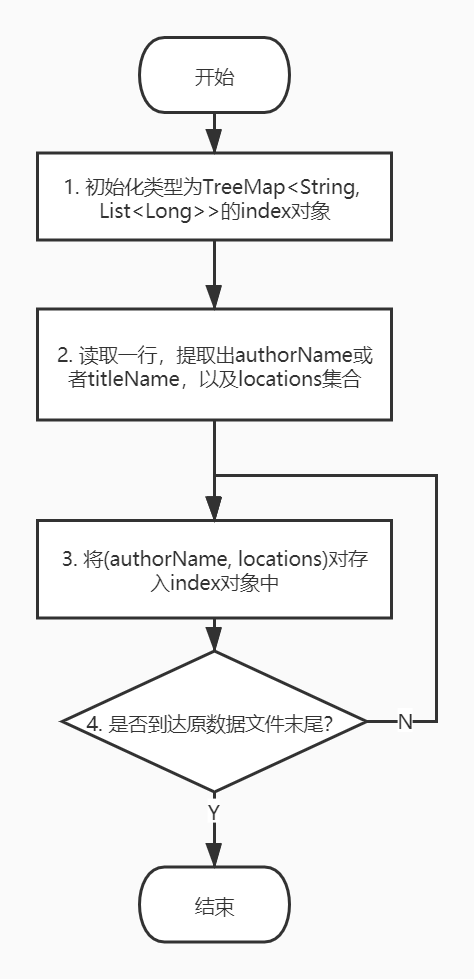 开始
1. 初始化类型为TreeMap<String,
List<Long>>的index对象
2. 读取一行，提取出authorName或
者titleName，以及locations集合
3. 将(authorName, locations)对存
入index对象中
4. 是否到达原数据文件末尾?
N
Y
结束